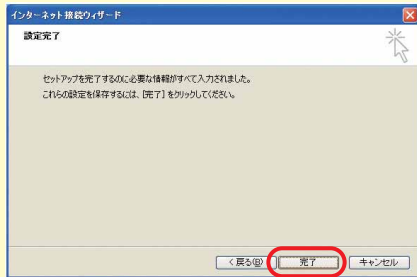 インターネット接続ウィザード
設定完了
セットアップを完了するのに必要な情報がすべて入力されました。
これらの設定を保存するには、[完了] をクリックしてください。
< 戻る(B)
完了
キャンセル